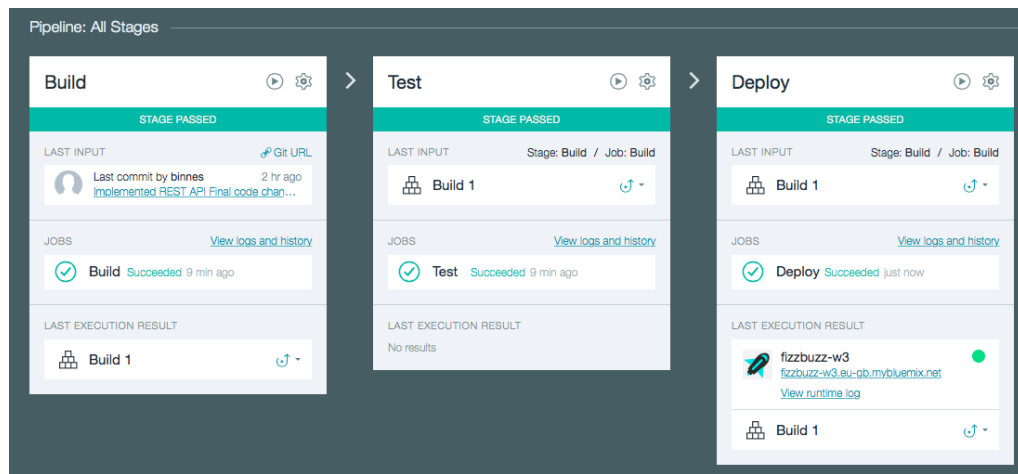 Pipeline: All Stages
Build
STAGE PASSED
LAST INPUT
Git URL
Last commit by binnes
2 hr ago
Implemented REST API Final code chan...
JOBS
View logs and history
Build Succeeded 9 min ago
LAST EXECUTION RESULT
Build 1
Test
STAGE PASSED
LAST INPUT
Stage: Build / Job: Build
Build 1
JOBS
View logs and history
Test Succeeded 9 min ago
LAST EXECUTION RESULT
No results
Deploy
STAGE PASSED
LAST INPUT
Stage: Build / Job: Build
Build 1
JOBS
View logs and history
Deploy Succeeded just now
LAST EXECUTION RESULT
fizzbuzz-w3
fizzbuzz-w3.eu-gb.mybluemix.net
View runtime log
Build 1